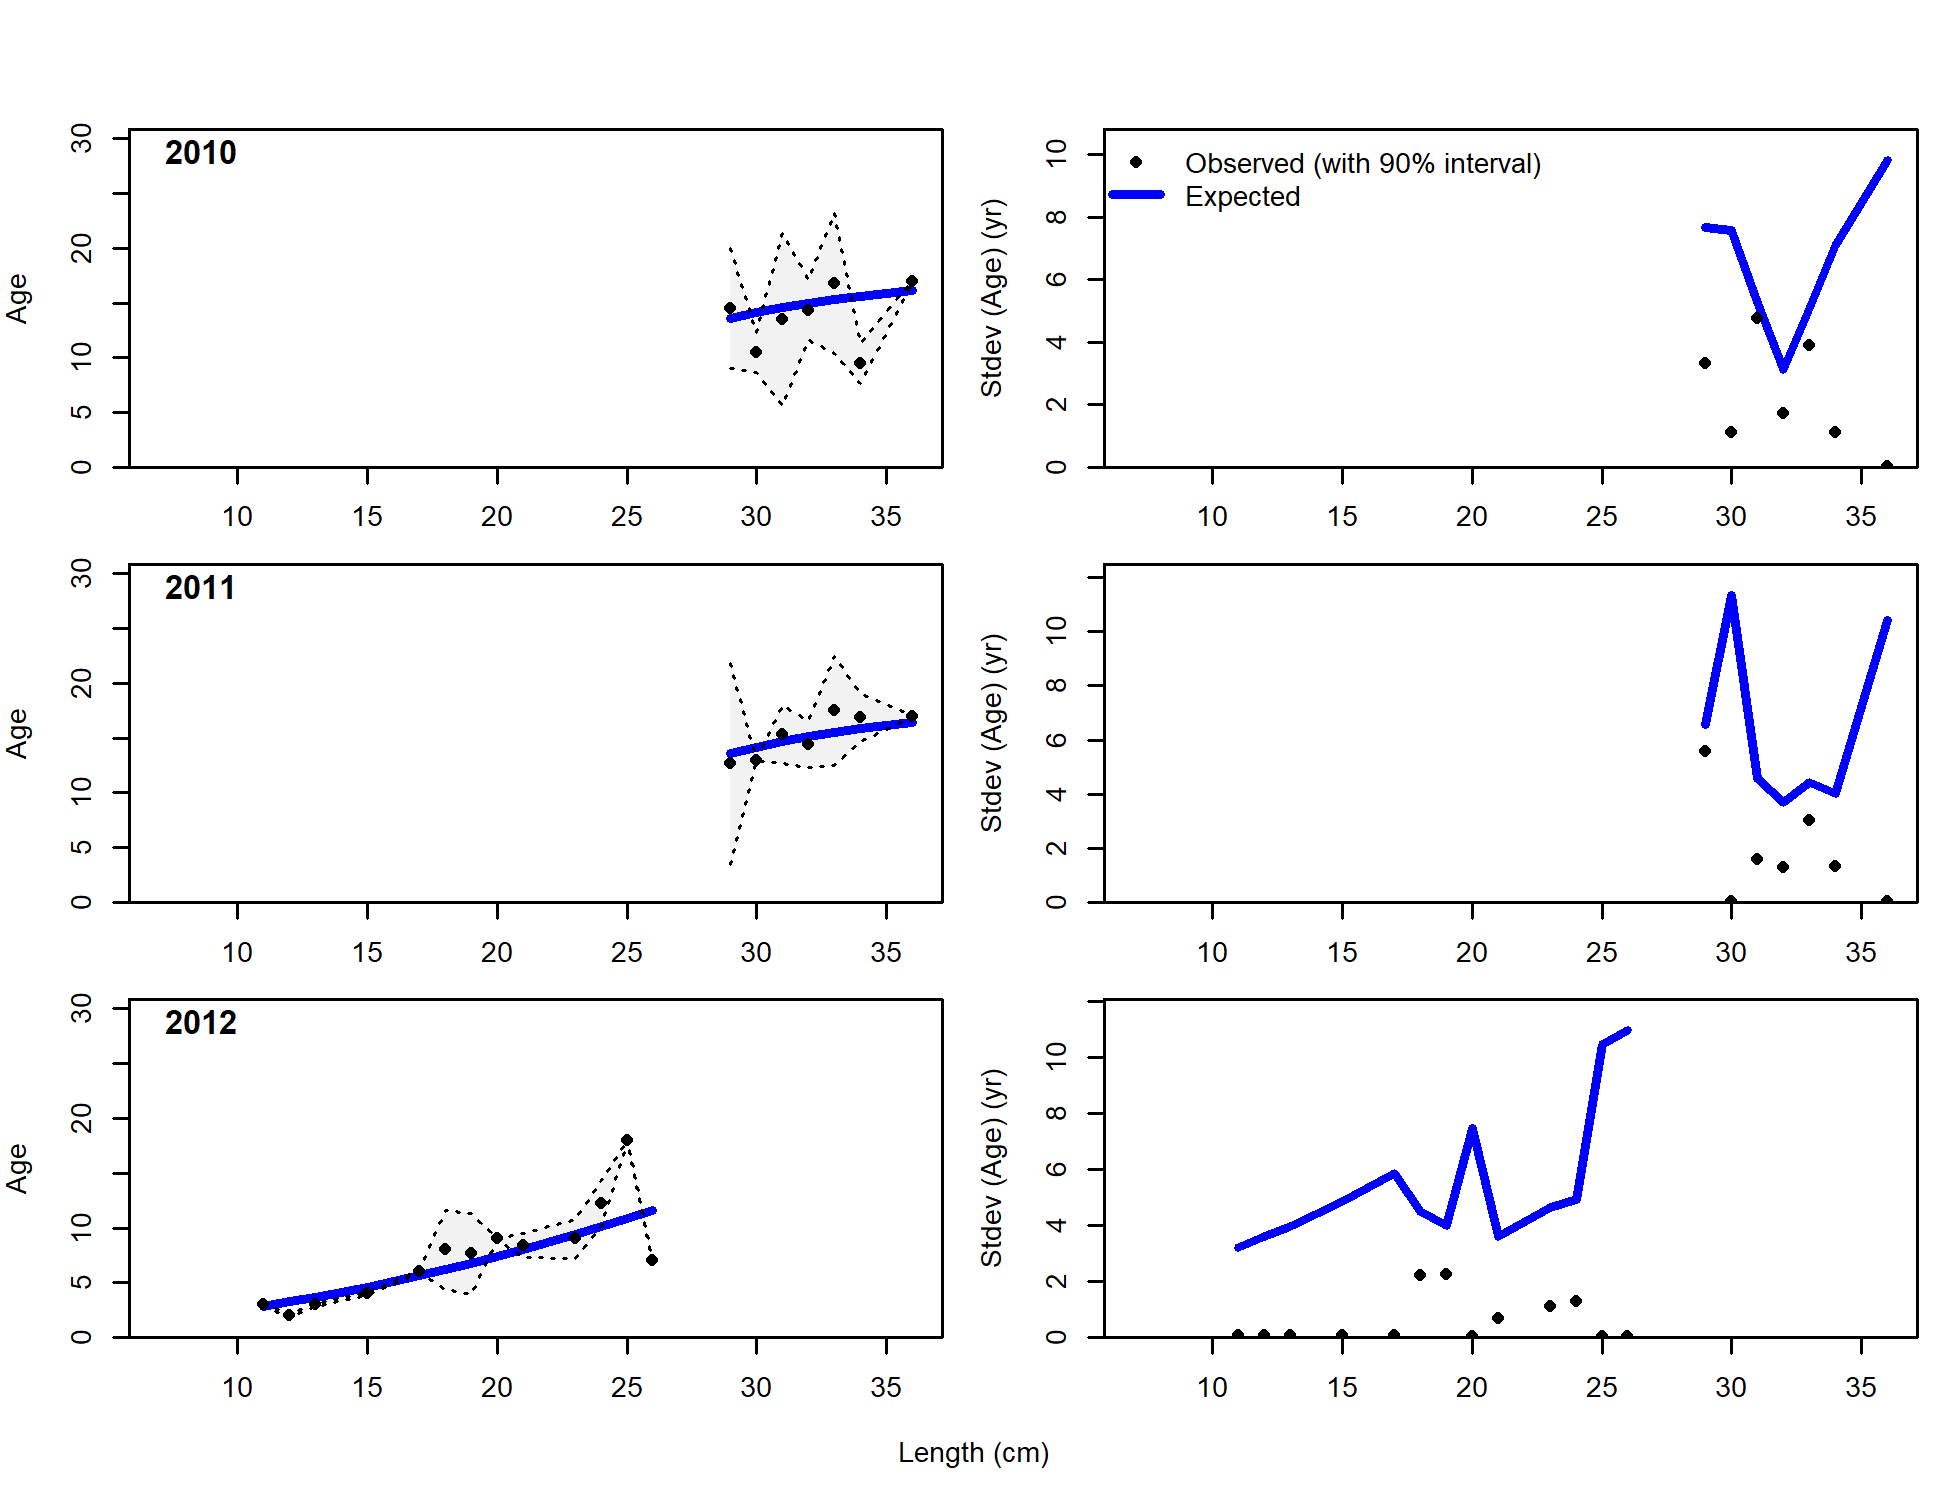 2010
Age
0 5 10 20 30
10 15 20 25 30 35
Observed (with 90% interval)
Expected
Stdev (Age) (yr)
0 2 4 6 8 10
10 15 20 25 30 35
2011
Age
0 5 10 20 30
10 15 20 25 30 35
Stdev (Age) (yr)
0 2 4 6 8 10
10 15 20 25 30 35
2012
Age
0 5 10 20 30
10 15 20 25 30 35
Stdev (Age) (yr)
0 2 4 6 8 10
10 15 20 25 30 35
Length (cm)